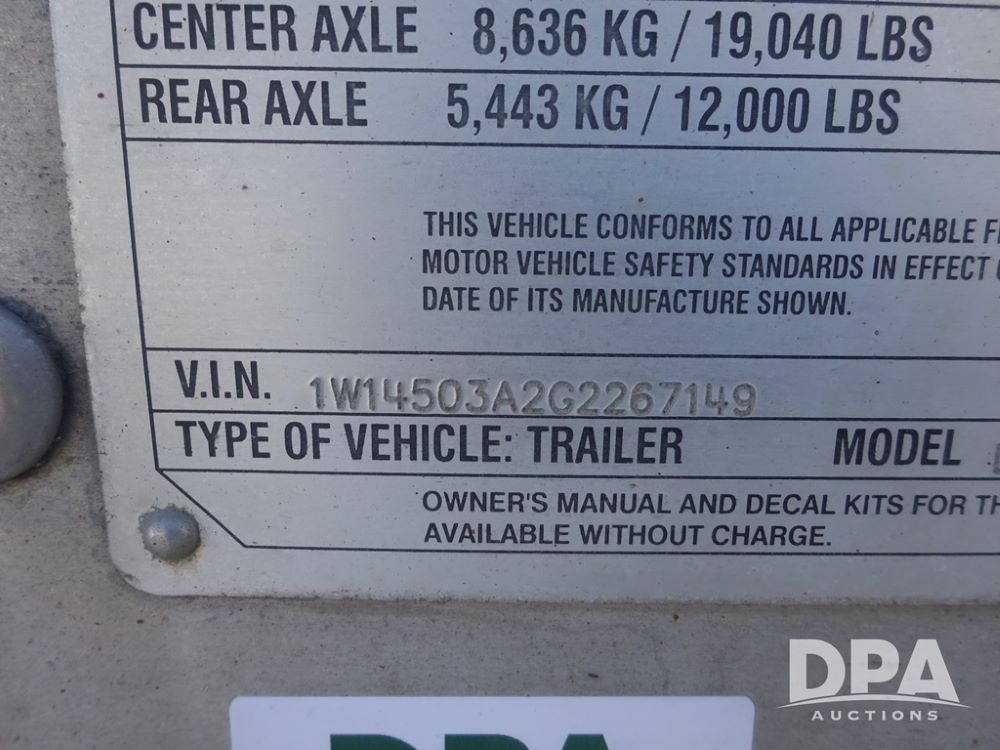 CENTER AXLE 8,636 KG / 19,040 LBS
REAR AXLE 5,443 KG / 12,000 LBS
THIS VEHICLE CONFORMS TO ALL APPLICABLE
MOTOR VEHICLE SAFETY STANDARDS IN EFFECT
DATE OF ITS MANUFACTURE SHOWN.
V.I.N. 1W14503A2G2267149
TYPE OF VEHICLE: TRAILER MODEL
OWNER'S MANUAL AND DECAL KITS FOR
AVAILABLE WITHOUT CHARGE.
DPA
AUCTIONS
DPA